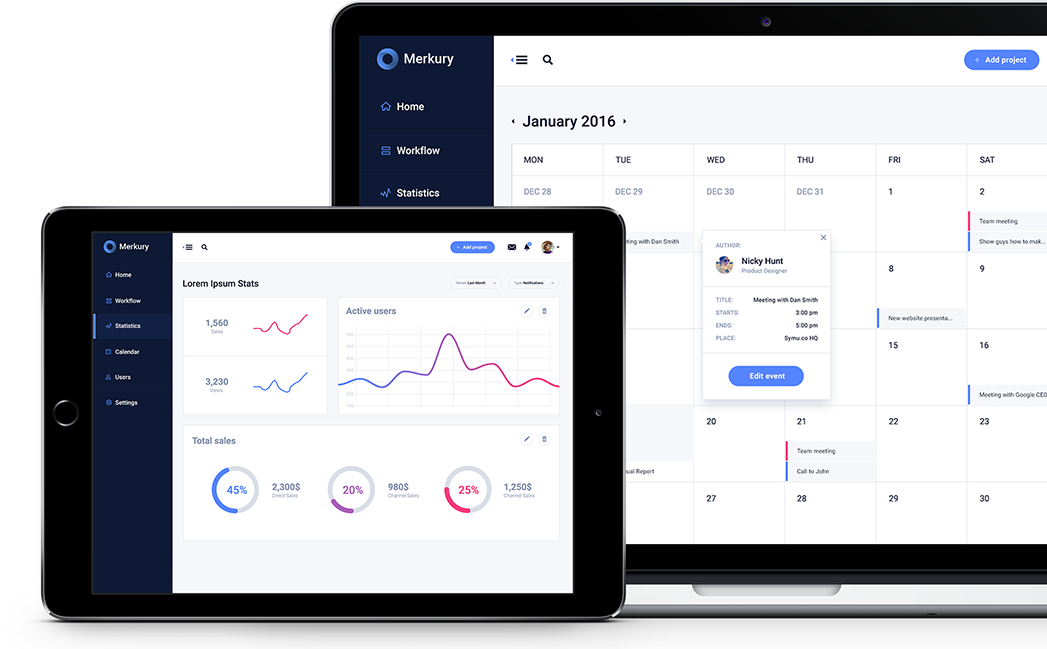 Merkury
Home
Workflow
Statistics
+ Add project
January 2016
MON TUE WED THU FRI SAT
DEC 28 DEC 29 DEC 30 DEC 31 1 2
Team meeting
Show guys how to mak...
ting with Dan Smith
AUTHOR:
Nicky Hunt
Product Designer
TITLE: Meeting with Dan Smith
STARTS: 3:00 pm
ENDS: 5:00 pm
PLACE: Symu.co HQ
Edit event
8 9
New website presenta...
15 16
Meeting with Google CEO
20 21 22 23
Team meeting
Call to John
ual Report
27 28 29 30
Merkury
Home
Workflow
Statistics
Calendar
Users
Settings
+ Add project
Lorem Ipsum Stats
Period: Last Month
Type: Notifications
1,560
Sales
3,230
Views
Active users
Total sales
45%
2,300$
Direct Sales
20%
980$
Channel Sales
25%
1,250$
Channel Sales